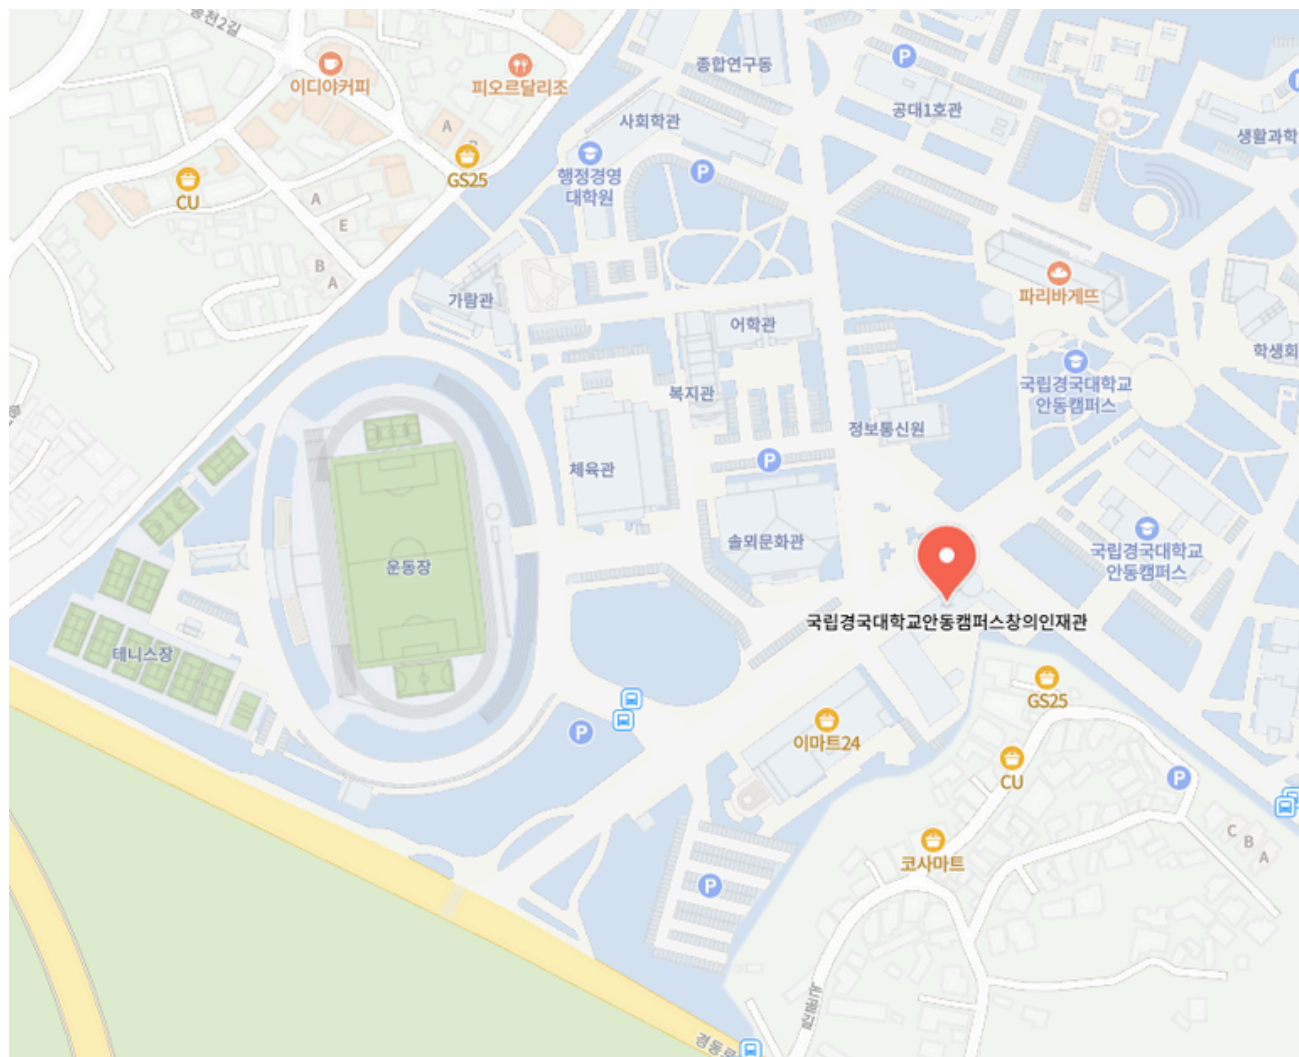 종합연구동
P
이디야커피
피오르달리조
공대1호관
사회학관
생활과학
A
행정경영
대학원
P
GS25
CU
A
E
B
A
파리바게뜨
가람관
어학관
학생회
국립경국대학교
안동캠퍼스
복지관
정보통신원
P
체육관
솔뫼문화관
국립경국대학교
안동캠퍼스
운동장
국립경국대학교안동캠퍼스창의인재관
테니스장
GS25
P
이마트24
CU
P
C
B
A
코사마트
P
경동로